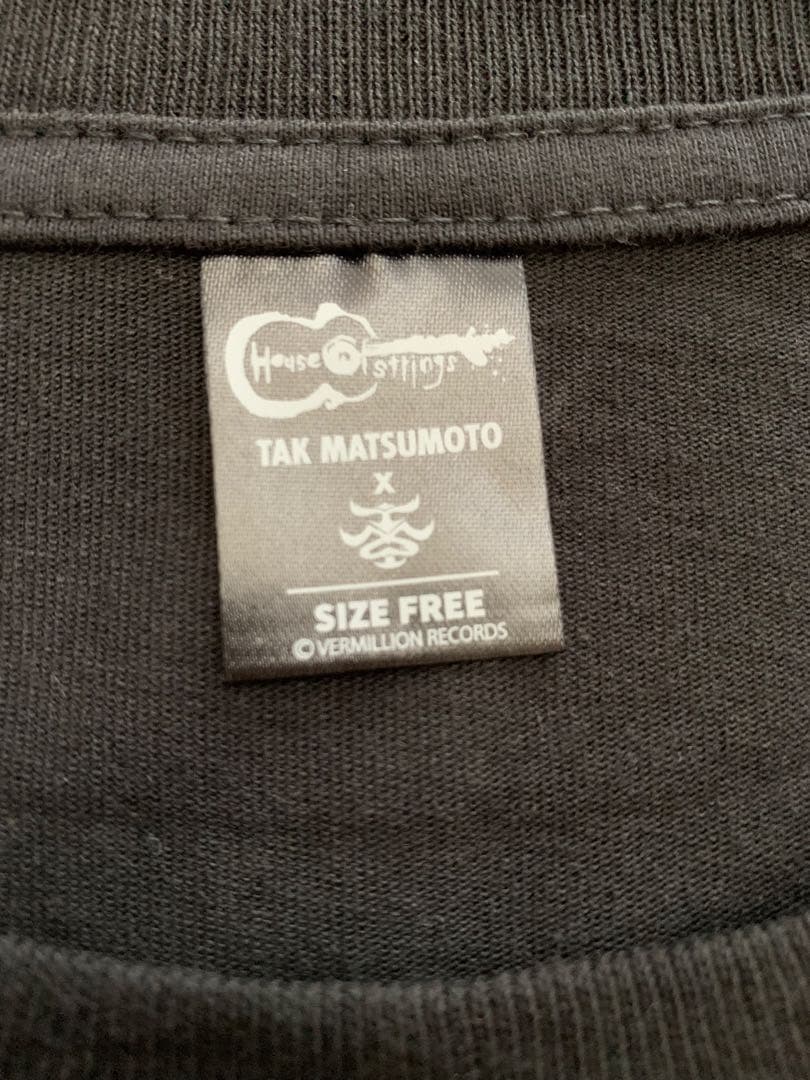 House of strings
TAK MATSUMOTO
X
SIZE FREE
© VERMILLION RECORDS